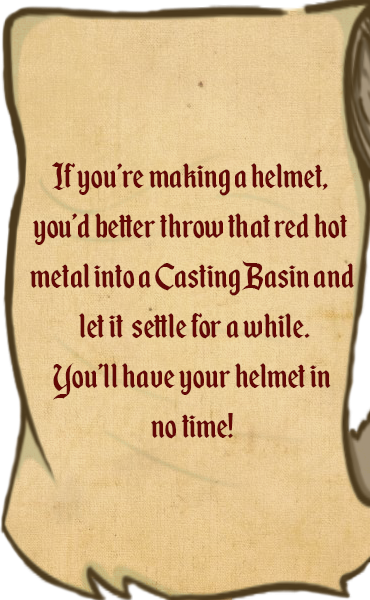 If you're making a helmet,
you'd better throw that red hot
metal into a Casting Basin and
let it settle for a while.
You'll have your helmet in
no time!